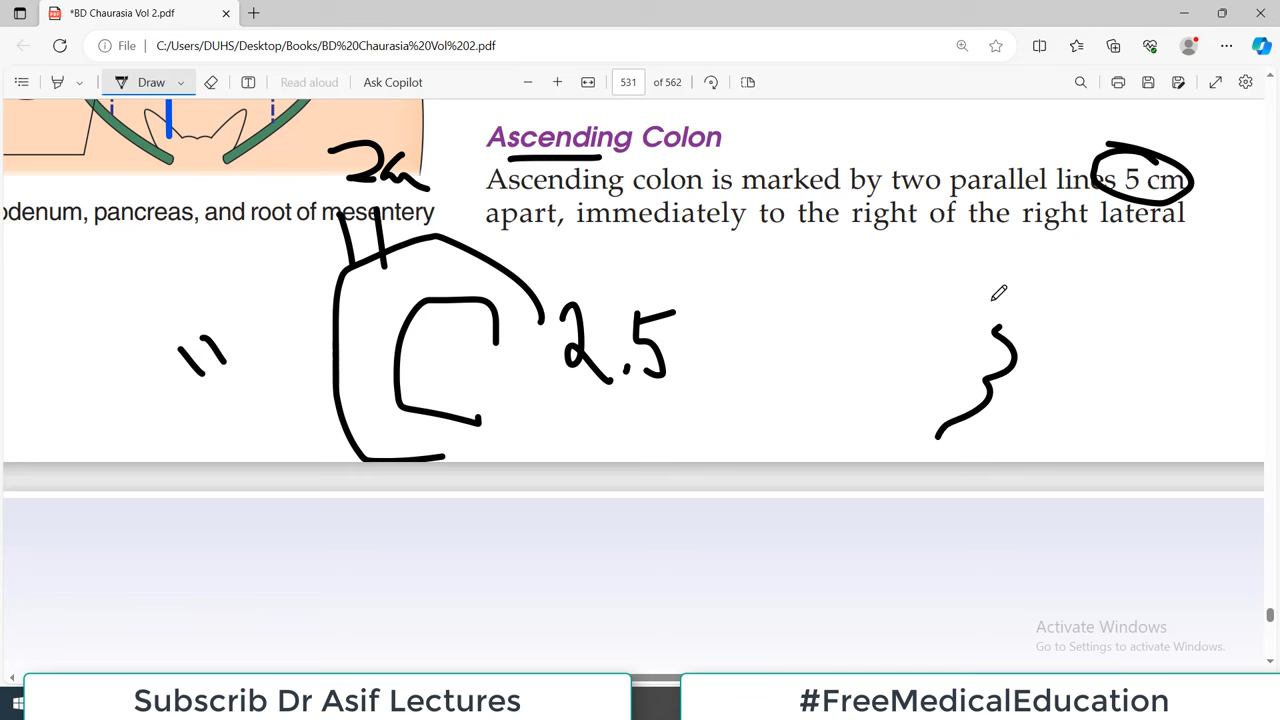 *BD Chaurasia Vol 2.pdf
File
C:/Users/DUHS/Desktop/Books/BD%20Chaurasia%20Vol%202.pdf
Draw
Read aloud
Ask Copilot
531
of 562
Ascending Colon
Ascending colon is marked by two parallel lines 5 cm
apart, immediately to the right of the right lateral
odenum, pancreas, and root of mesentery
2.5
Activate Windows
Go to Settings to activate Windows.
Subscrib Dr Asif Lectures
#FreeMedicalEducation